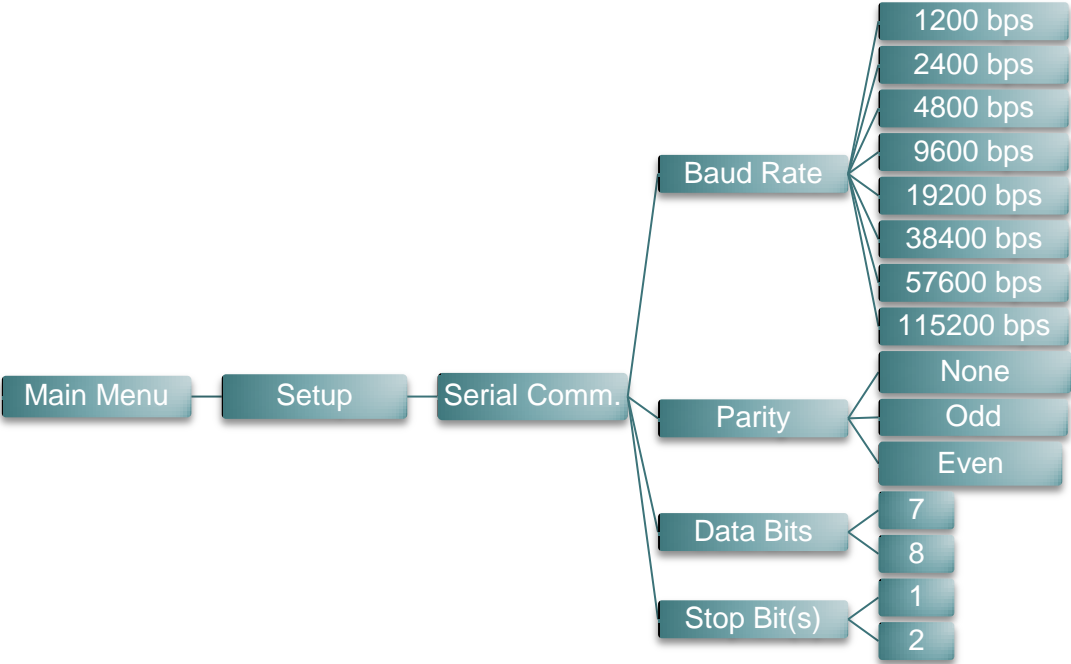 Main Menu
Setup
Serial Comm.
Baud Rate
1200 bps
2400 bps
4800 bps
9600 bps
19200 bps
38400 bps
57600 bps
115200 bps
Parity
None
Odd
Even
Data Bits
7
8
Stop Bit(s)
1
2